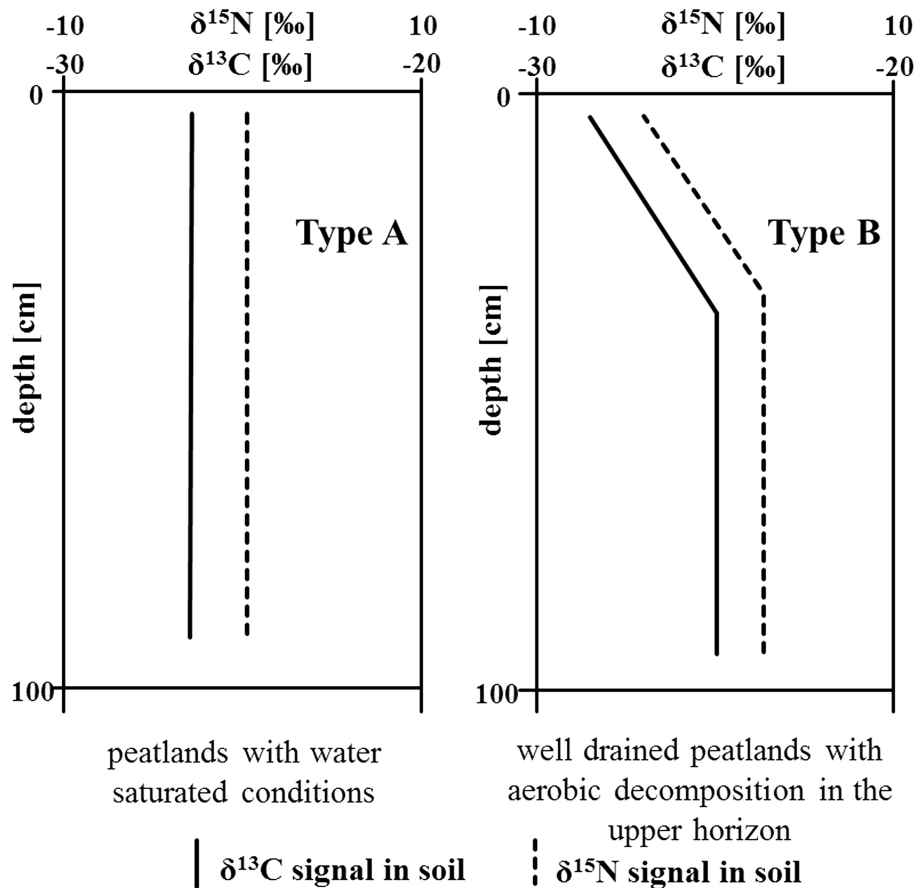 -10 δ¹⁵N [‰] 10
-30 δ¹³C [‰] -20
0
Type A
depth [cm]
100
peatlands with water
saturated conditions
-10 δ¹⁵N [‰] 10
-30 δ¹³C [‰] -20
0
Type B
depth [cm]
100
well drained peatlands with
aerobic decomposition in the
upper horizon
δ¹³C signal in soil
δ¹⁵N signal in soil